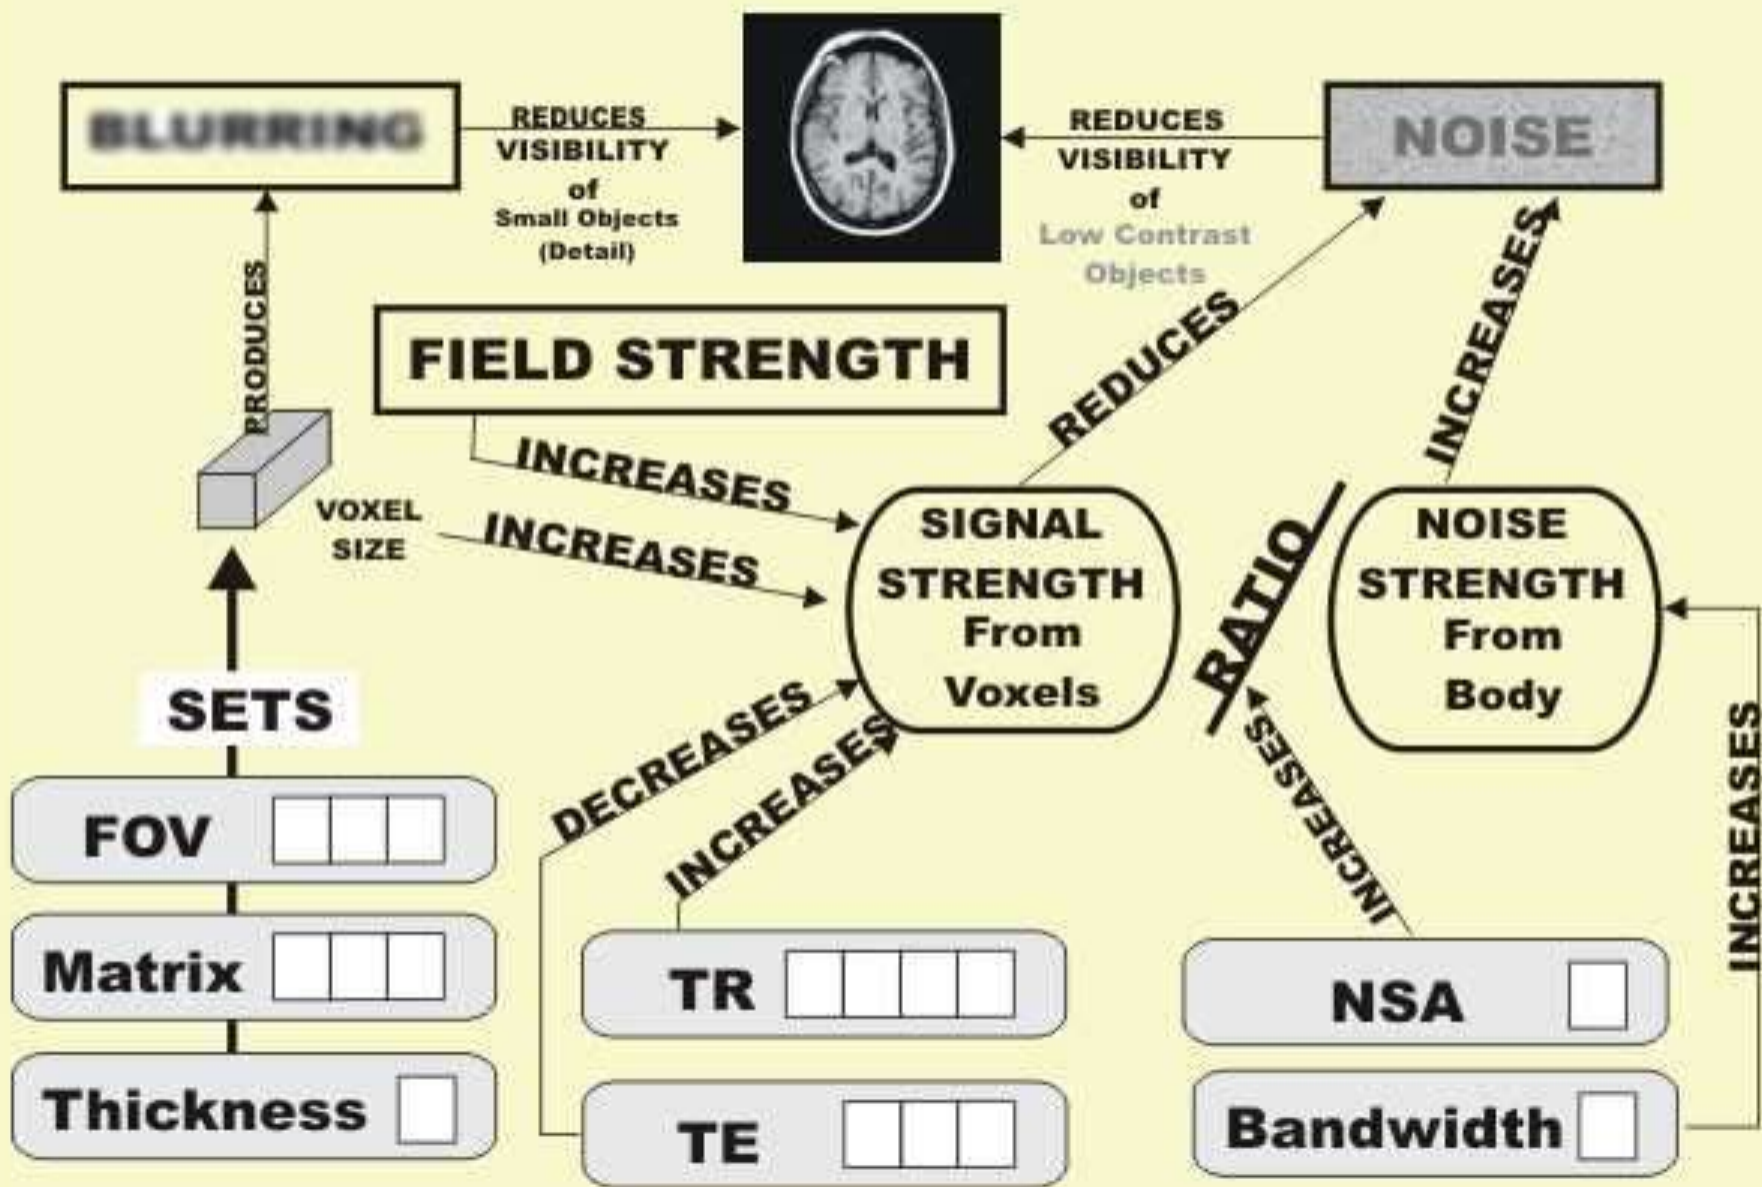 BLURRING
REDUCES
VISIBILITY
of
Small Objects
(Detail)
REDUCES
VISIBILITY
of
Low Contrast
Objects
NOISE
PRODUCES
FIELD STRENGTH
REDUCES
INCREASES
INCREASES
VOXEL
SIZE
INCREASES
SIGNAL
STRENGTH
From
Voxels
RATIO
NOISE
STRENGTH
From
Body
SETS
DECREASES
INCREASES
INCREASES
INCREASES
FOV
Matrix
Thickness
TR
TE
NSA
Bandwidth